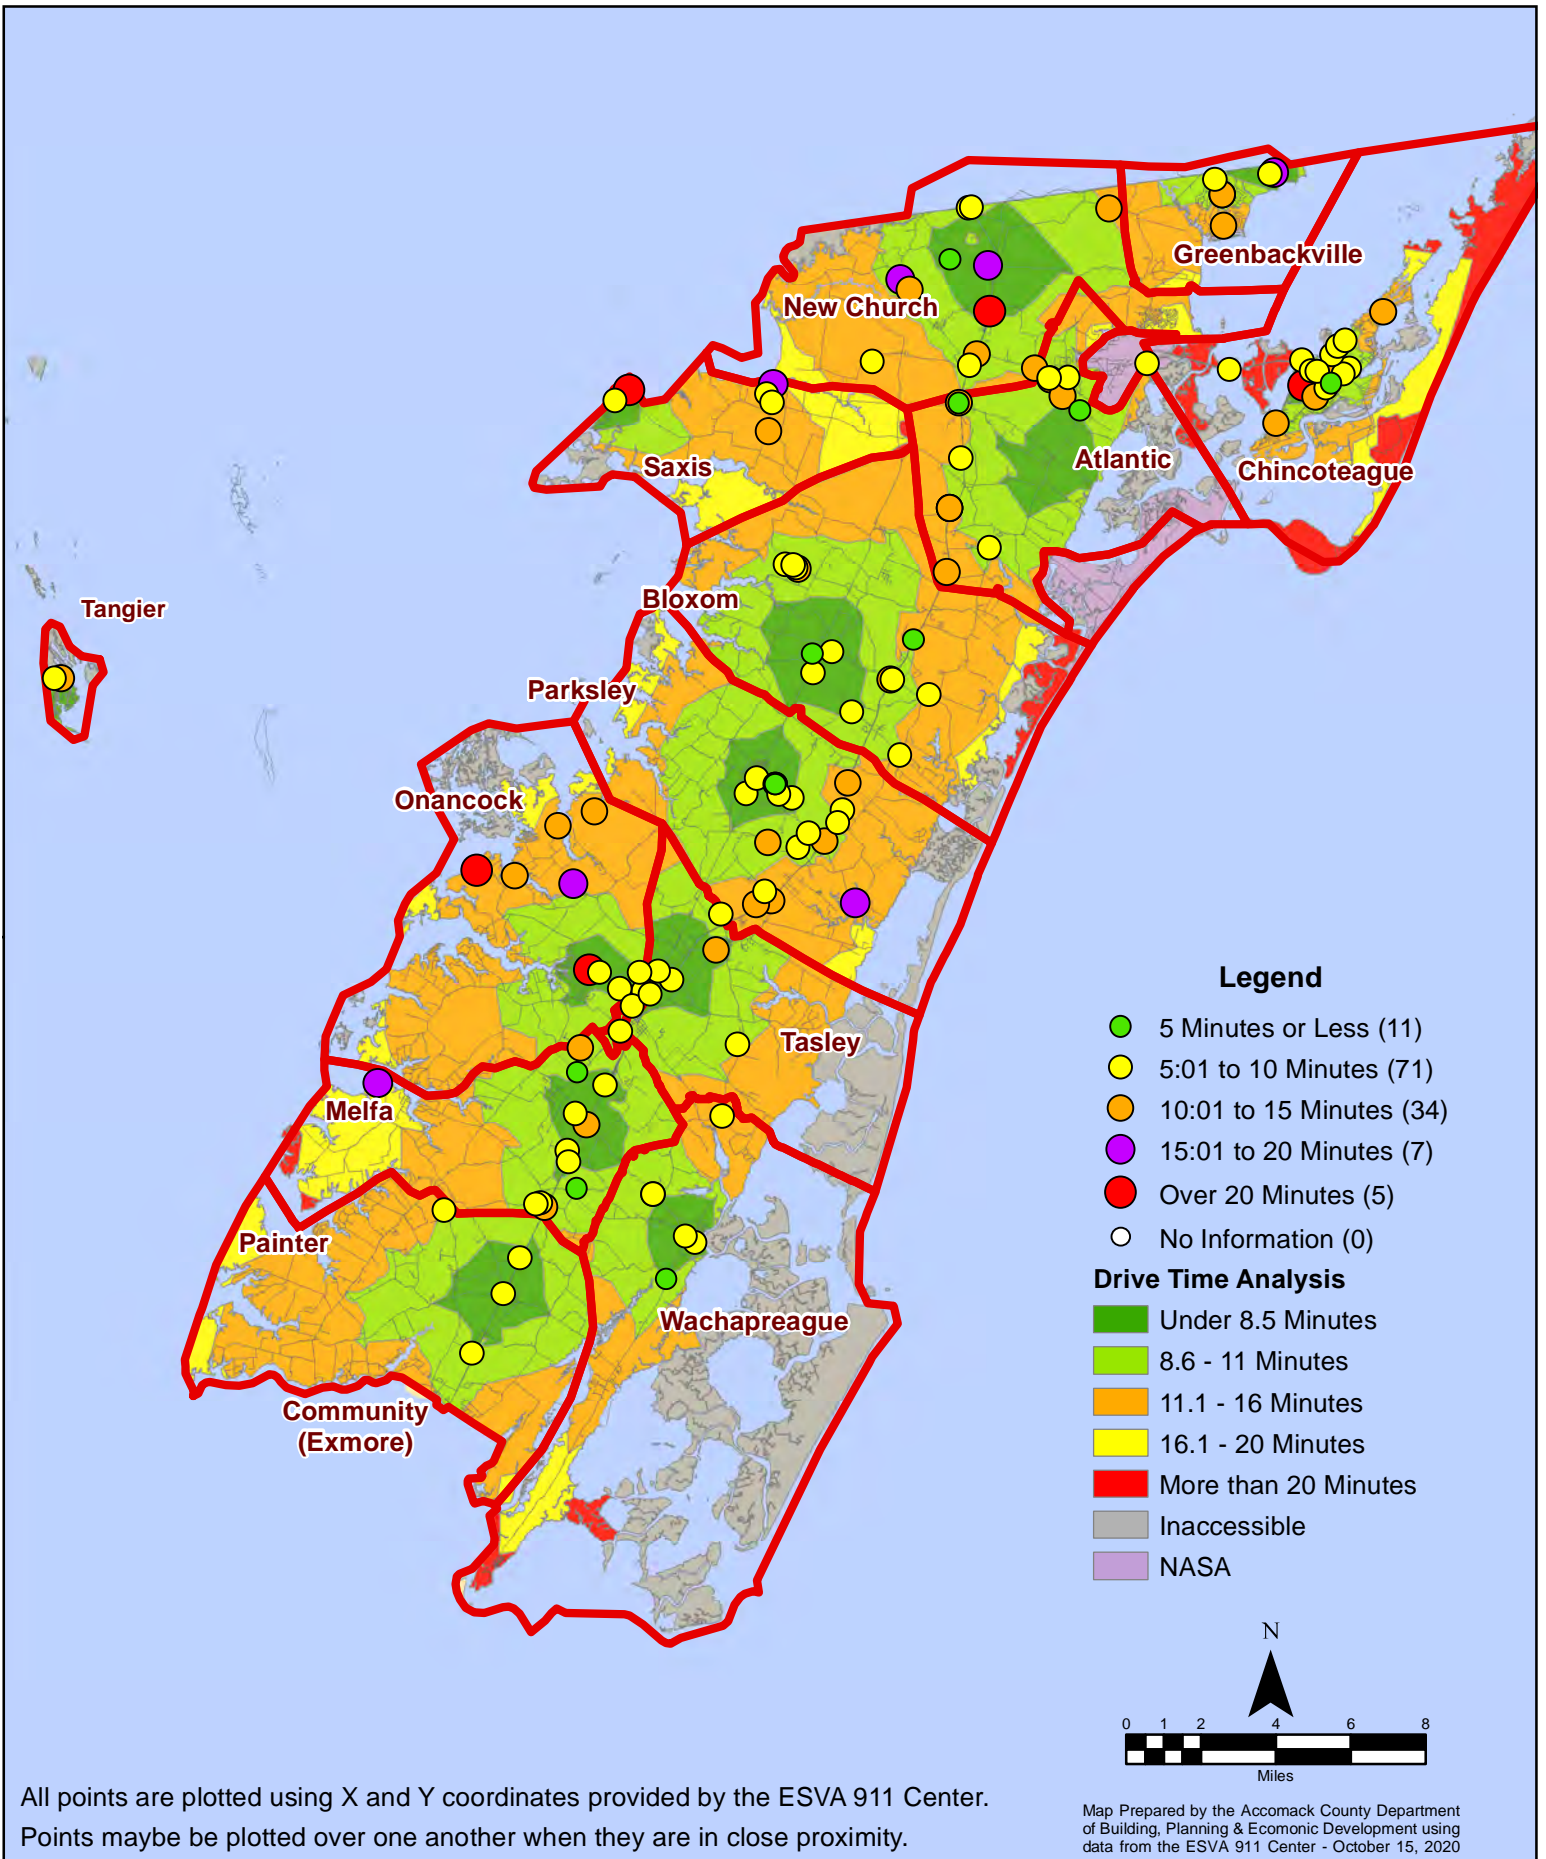 Greenbackville
New Church
Saxis
Atlantic
Chincoteague
Bloxom
Tangier
Parksley
Onancock
Tasley
Melfa
Painter
Wachapreague
Community
(Exmore)
Legend
5 Minutes or Less (11)
5:01 to 10 Minutes (71)
10:01 to 15 Minutes (34)
15:01 to 20 Minutes (7)
Over 20 Minutes (5)
No Information (0)
Drive Time Analysis
Under 8.5 Minutes
8.6 - 11 Minutes
11.1 - 16 Minutes
16.1 - 20 Minutes
More than 20 Minutes
Inaccessible
NASA
N
0 1 2 4 6 8
Miles
All points are plotted using X and Y coordinates provided by the ESVA 911 Center.
Points maybe be plotted over one another when they are in close proximity.
Map Prepared by the Accomack County Department
of Building, Planning & Ecomonic Development using
data from the ESVA 911 Center - October 15, 2020